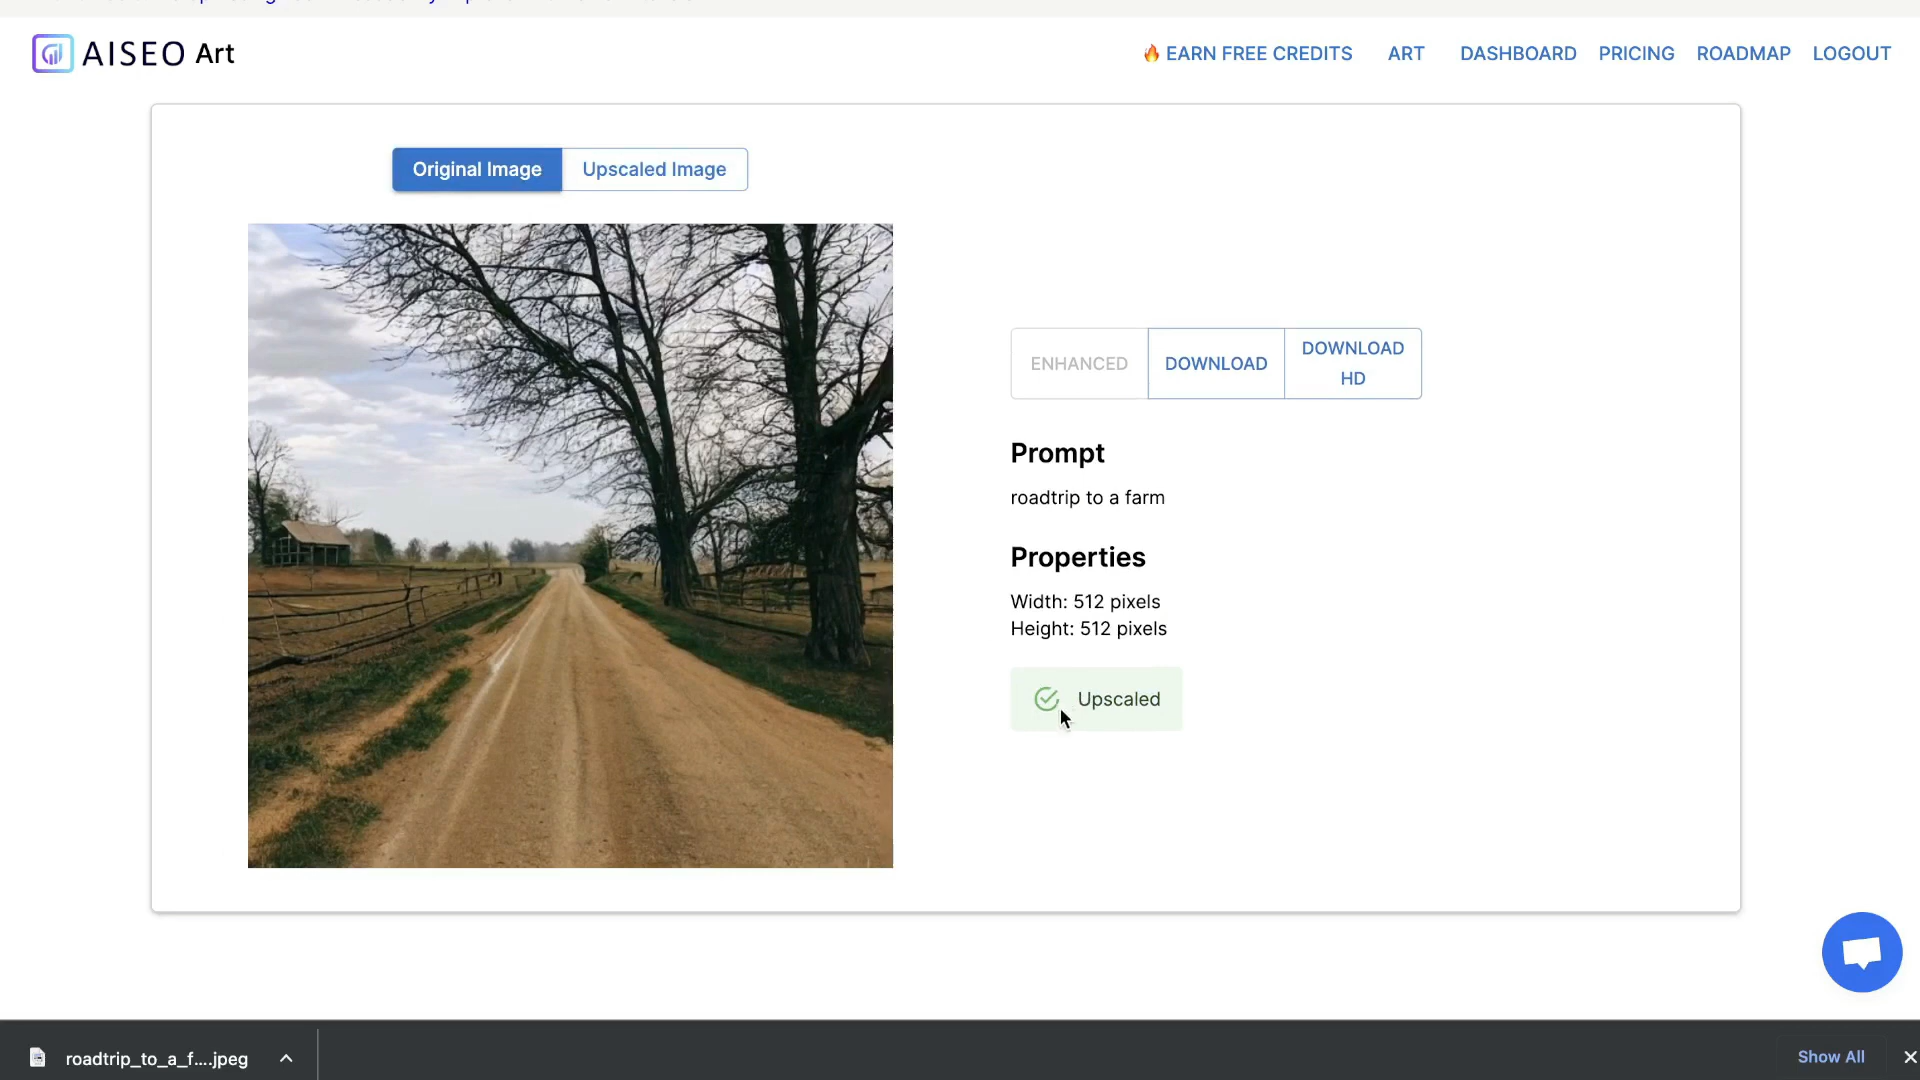 AISEO Art
🔥 EARN FREE CREDITS ART DASHBOARD PRICING ROADMAP LOGOUT
Original Image Upscaled Image
ENHANCED DOWNLOAD DOWNLOAD
HD
Prompt
roadtrip to a farm
Properties
Width: 512 pixels
Height: 512 pixels
Upscaled
roadtrip_to_a_f....jpeg Show All